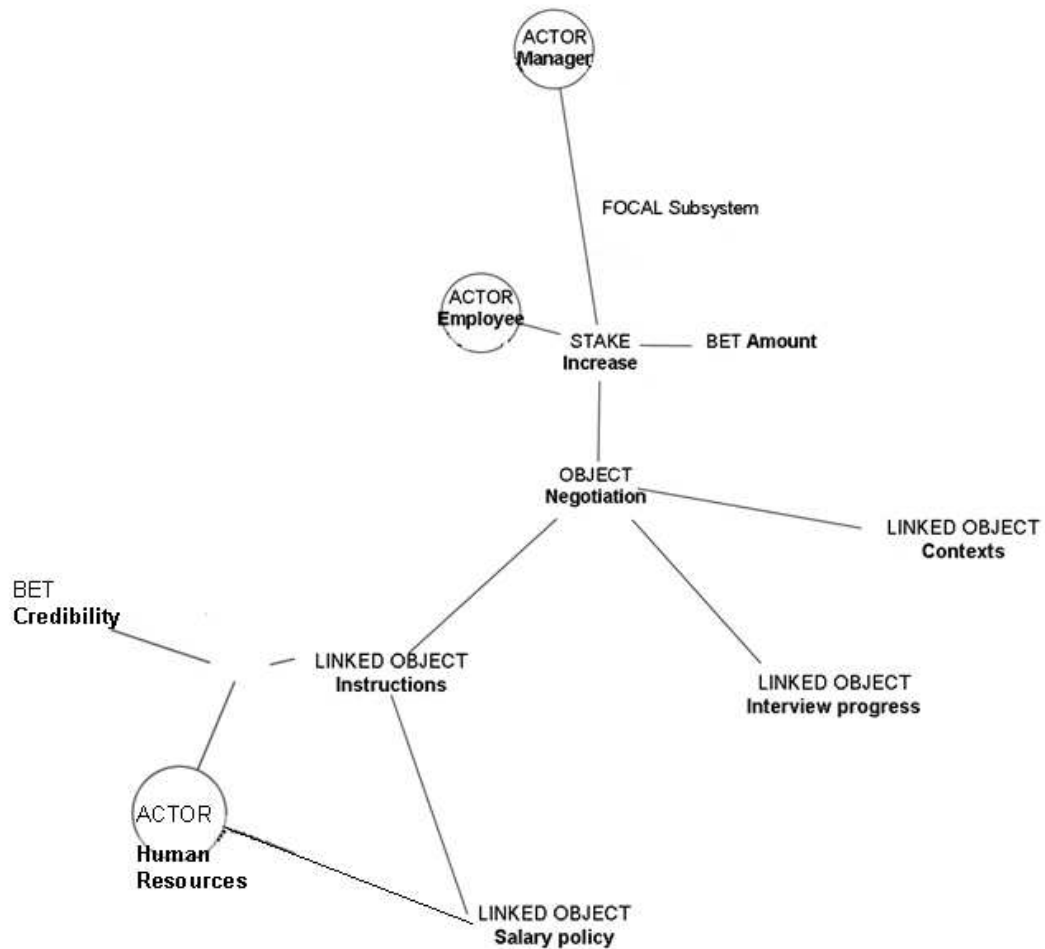 ACTOR
Manager
FOCAL Subsystem
ACTOR
Employee
STAKE
Increase
BET Amount
OBJECT
Negotiation
LINKED OBJECT
Contexts
BET
Credibility
LINKED OBJECT
Instructions
LINKED OBJECT
Interview progress
ACTOR
Human
Resources
LINKED OBJECT
Salary policy